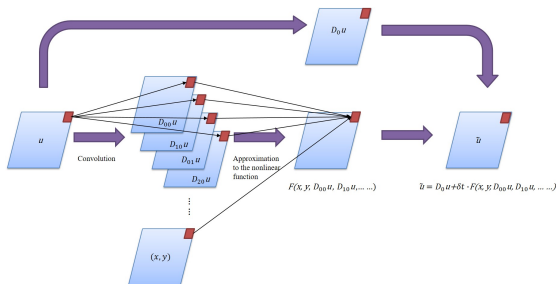 D₀u
u
D₀₀u
D₁₀u
D₀₁u
D₂₀u
Convolution
Approximation
to the nonlinear
function
F(x, y, D₀₀u, D₁₀u,… …)
ũ
ũ = D₀u+δt · F(x, y, D₀₀u, D₁₀u, … …)
⋮
⋮
(x, y)